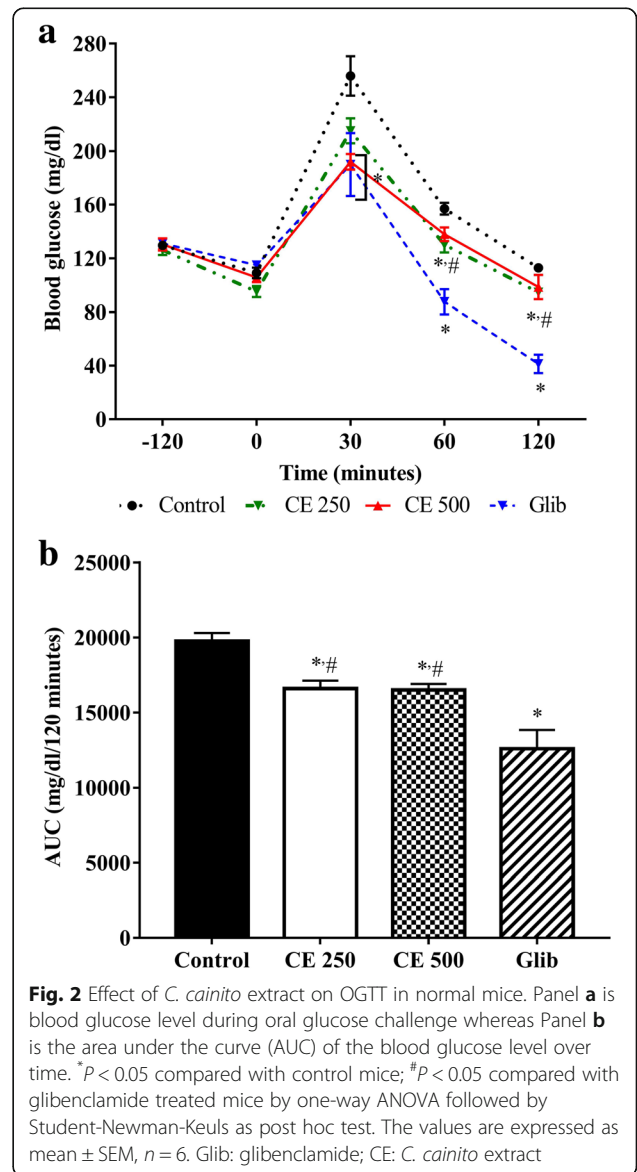 a
280
240
200
160
120
80
40
0
Blood glucose (mg/dl)
*
*,#
*
*,#
*
-120 0 30 60 120
Time (minutes)
Control CE 250 CE 500 Glib
b
25000
20000
15000
10000
5000
0
AUC (mg/dl/120 minutes)
*,# *,# *
Control CE 250 CE 500 Glib
Fig. 2 Effect of C. cainito extract on OGTT in normal mice. Panel a is
blood glucose level during oral glucose challenge whereas Panel b
is the area under the curve (AUC) of the blood glucose level over
time. *P < 0.05 compared with control mice; #P < 0.05 compared with
glibenclamide treated mice by one-way ANOVA followed by
Student-Newman-Keuls as post hoc test. The values are expressed as
mean ± SEM, n = 6. Glib: glibenclamide; CE: C. cainito extract